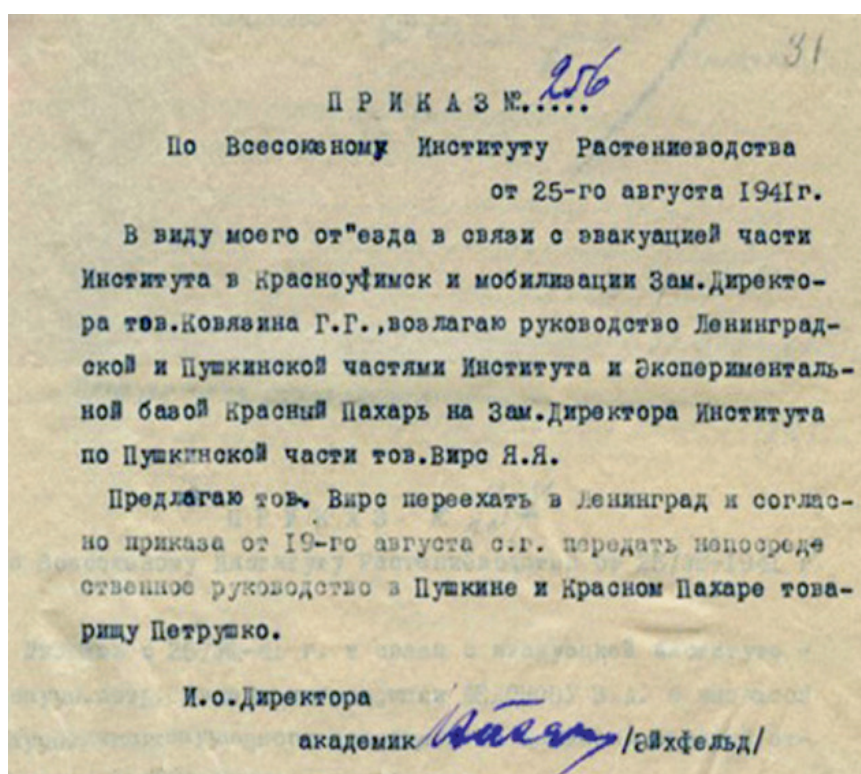 31
ПРИКАЗ №..... 256
По Всесоюзному Институту Растениеводства
от 25-го августа 1941г.
В виду моего от"езда в связи с эвакуацией части
Института в Красноуфимск и мобилизации Зам.Директо-
ра тов.Ковязина Г.Г.,возлагаю руководство Ленинград-
ской и Пушкинской частями Института и Эксперименталь-
ной базой Красный Пахарь на Зам.Директора Института
по Пушкинской части тов.Вирс Я.Я.
Предлагаю тов. Вирс переехать в Ленинград и соглас-
но приказа от 19-го августа с.г. передать непосредс
ственное руководство в Пушкине и Красном Пахаре това-
рищу Петрушко.
И.о.Директора
академик /Эйхфельд/